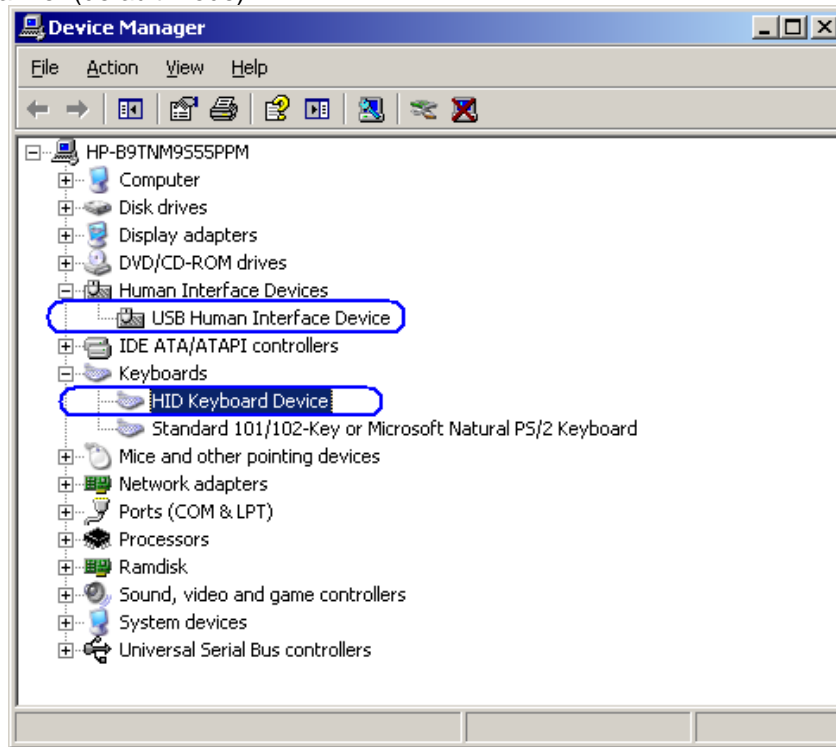 Device Manager
File Action View Help
HP-B9TNM9S55PPM
Computer
Disk drives
Display adapters
DVD/CD-ROM drives
Human Interface Devices
USB Human Interface Device
IDE ATA/ATAPI controllers
Keyboards
HID Keyboard Device
Standard 101/102-Key or Microsoft Natural PS/2 Keyboard
Mice and other pointing devices
Network adapters
Ports (COM & LPT)
Processors
Ramdisk
Sound, video and game controllers
System devices
Universal Serial Bus controllers